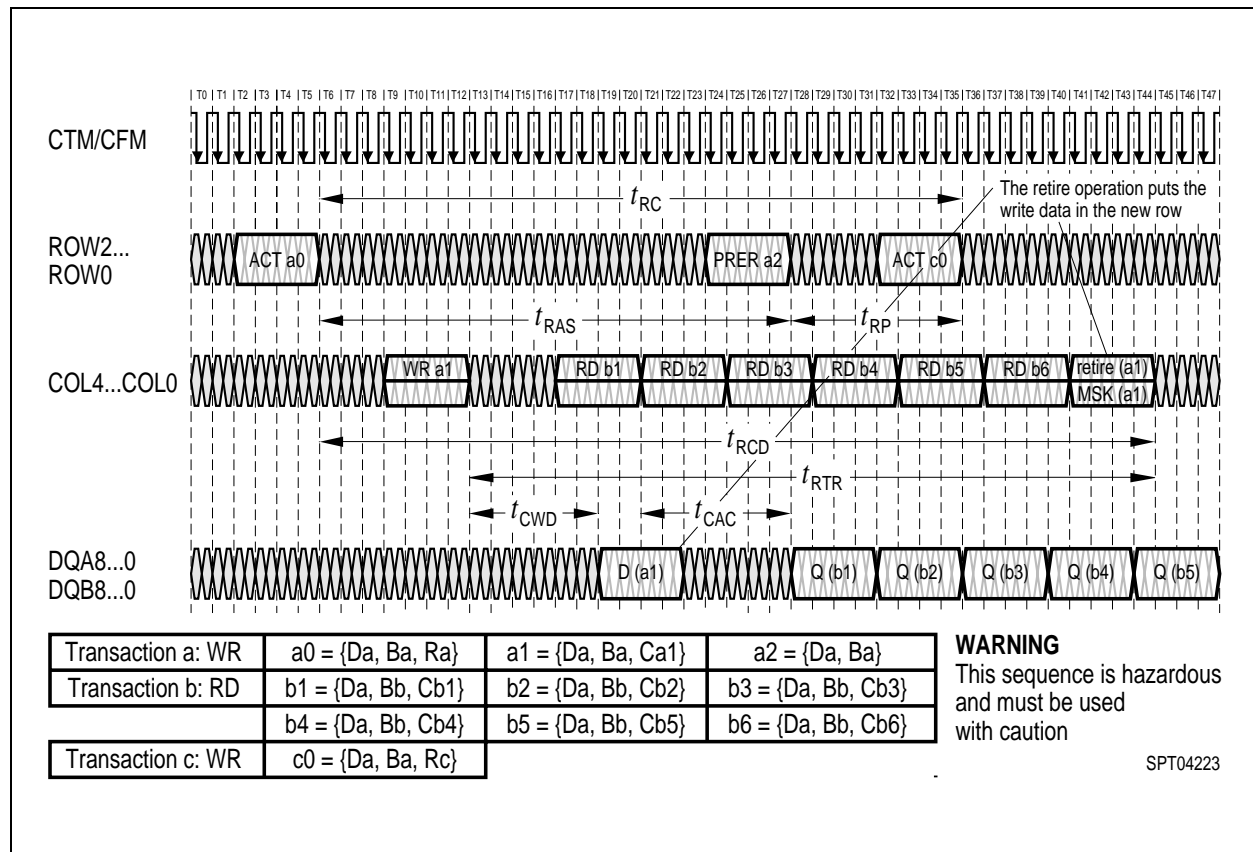 T0 T1 T2 T3 T4 T5 T6 T7 T8 T9 T10 T11 T12 T13 T14 T15 T16 T17 T18 T19 T20 T21 T22 T23 T24 T25 T26 T27 T28 T29 T30 T31 T32 T33 T34 T35 T36 T37 T38 T39 T40 T41 T42 T43 T44 T45 T46 T47
CTM/CFM
The retire operation puts the
write data in the new row
tRC
ROW2...
ROW0
ACT a0
PRER a2
ACT c0
tRAS
tRP
COL4...COL0
WR a1
RD b1
RD b2
RD b3
RD b4
RD b5
RD b6
retire (a1)
MSK (a1)
tRCD
tRTR
tCWD
tCAC
DQA8...0
DQB8...0
D (a1)
Q (b1)
Q (b2)
Q (b3)
Q (b4)
Q (b5)
Transaction a: WR a0 = {Da, Ba, Ra} a1 = {Da, Ba, Ca1} a2 = {Da, Ba}
Transaction b: RD b1 = {Da, Bb, Cb1} b2 = {Da, Bb, Cb2} b3 = {Da, Bb, Cb3}
b4 = {Da, Bb, Cb4} b5 = {Da, Bb, Cb5} b6 = {Da, Bb, Cb6}
Transaction c: WR c0 = {Da, Ba, Rc}
WARNING
This sequence is hazardous
and must be used
with caution
SPT04223